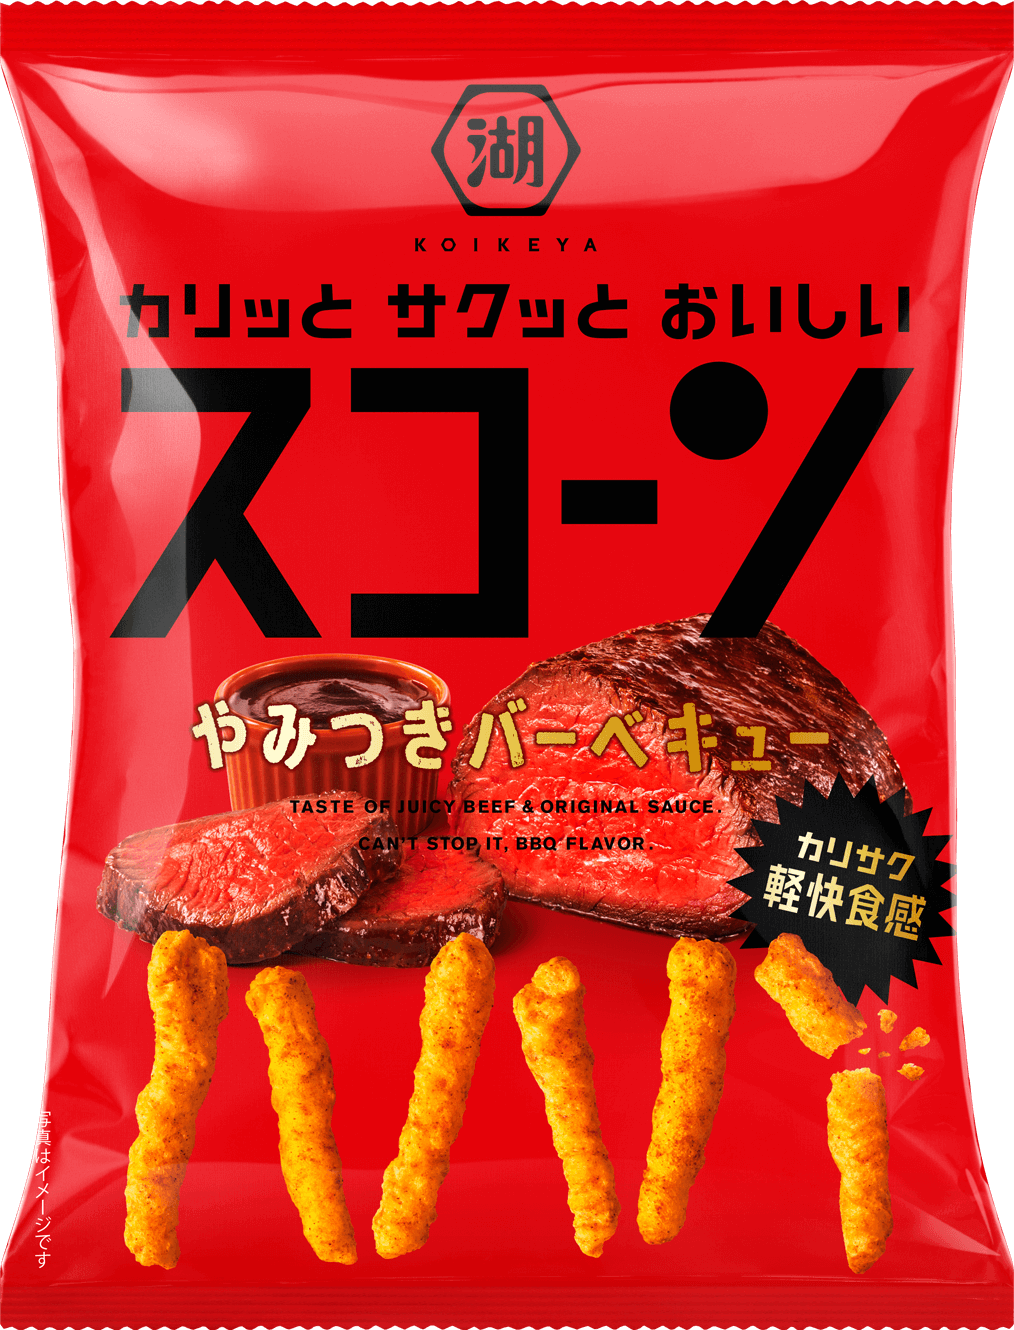 湖
KOIKEYA
カリッと サクッと おいしい
スコーン
やみつきバーベキュー
TASTE OF JUICY BEEF & ORIGINAL SAUCE.
CAN'T STOP IT, BBQ FLAVOR.
カリサク
軽快食感
写真はイメージです